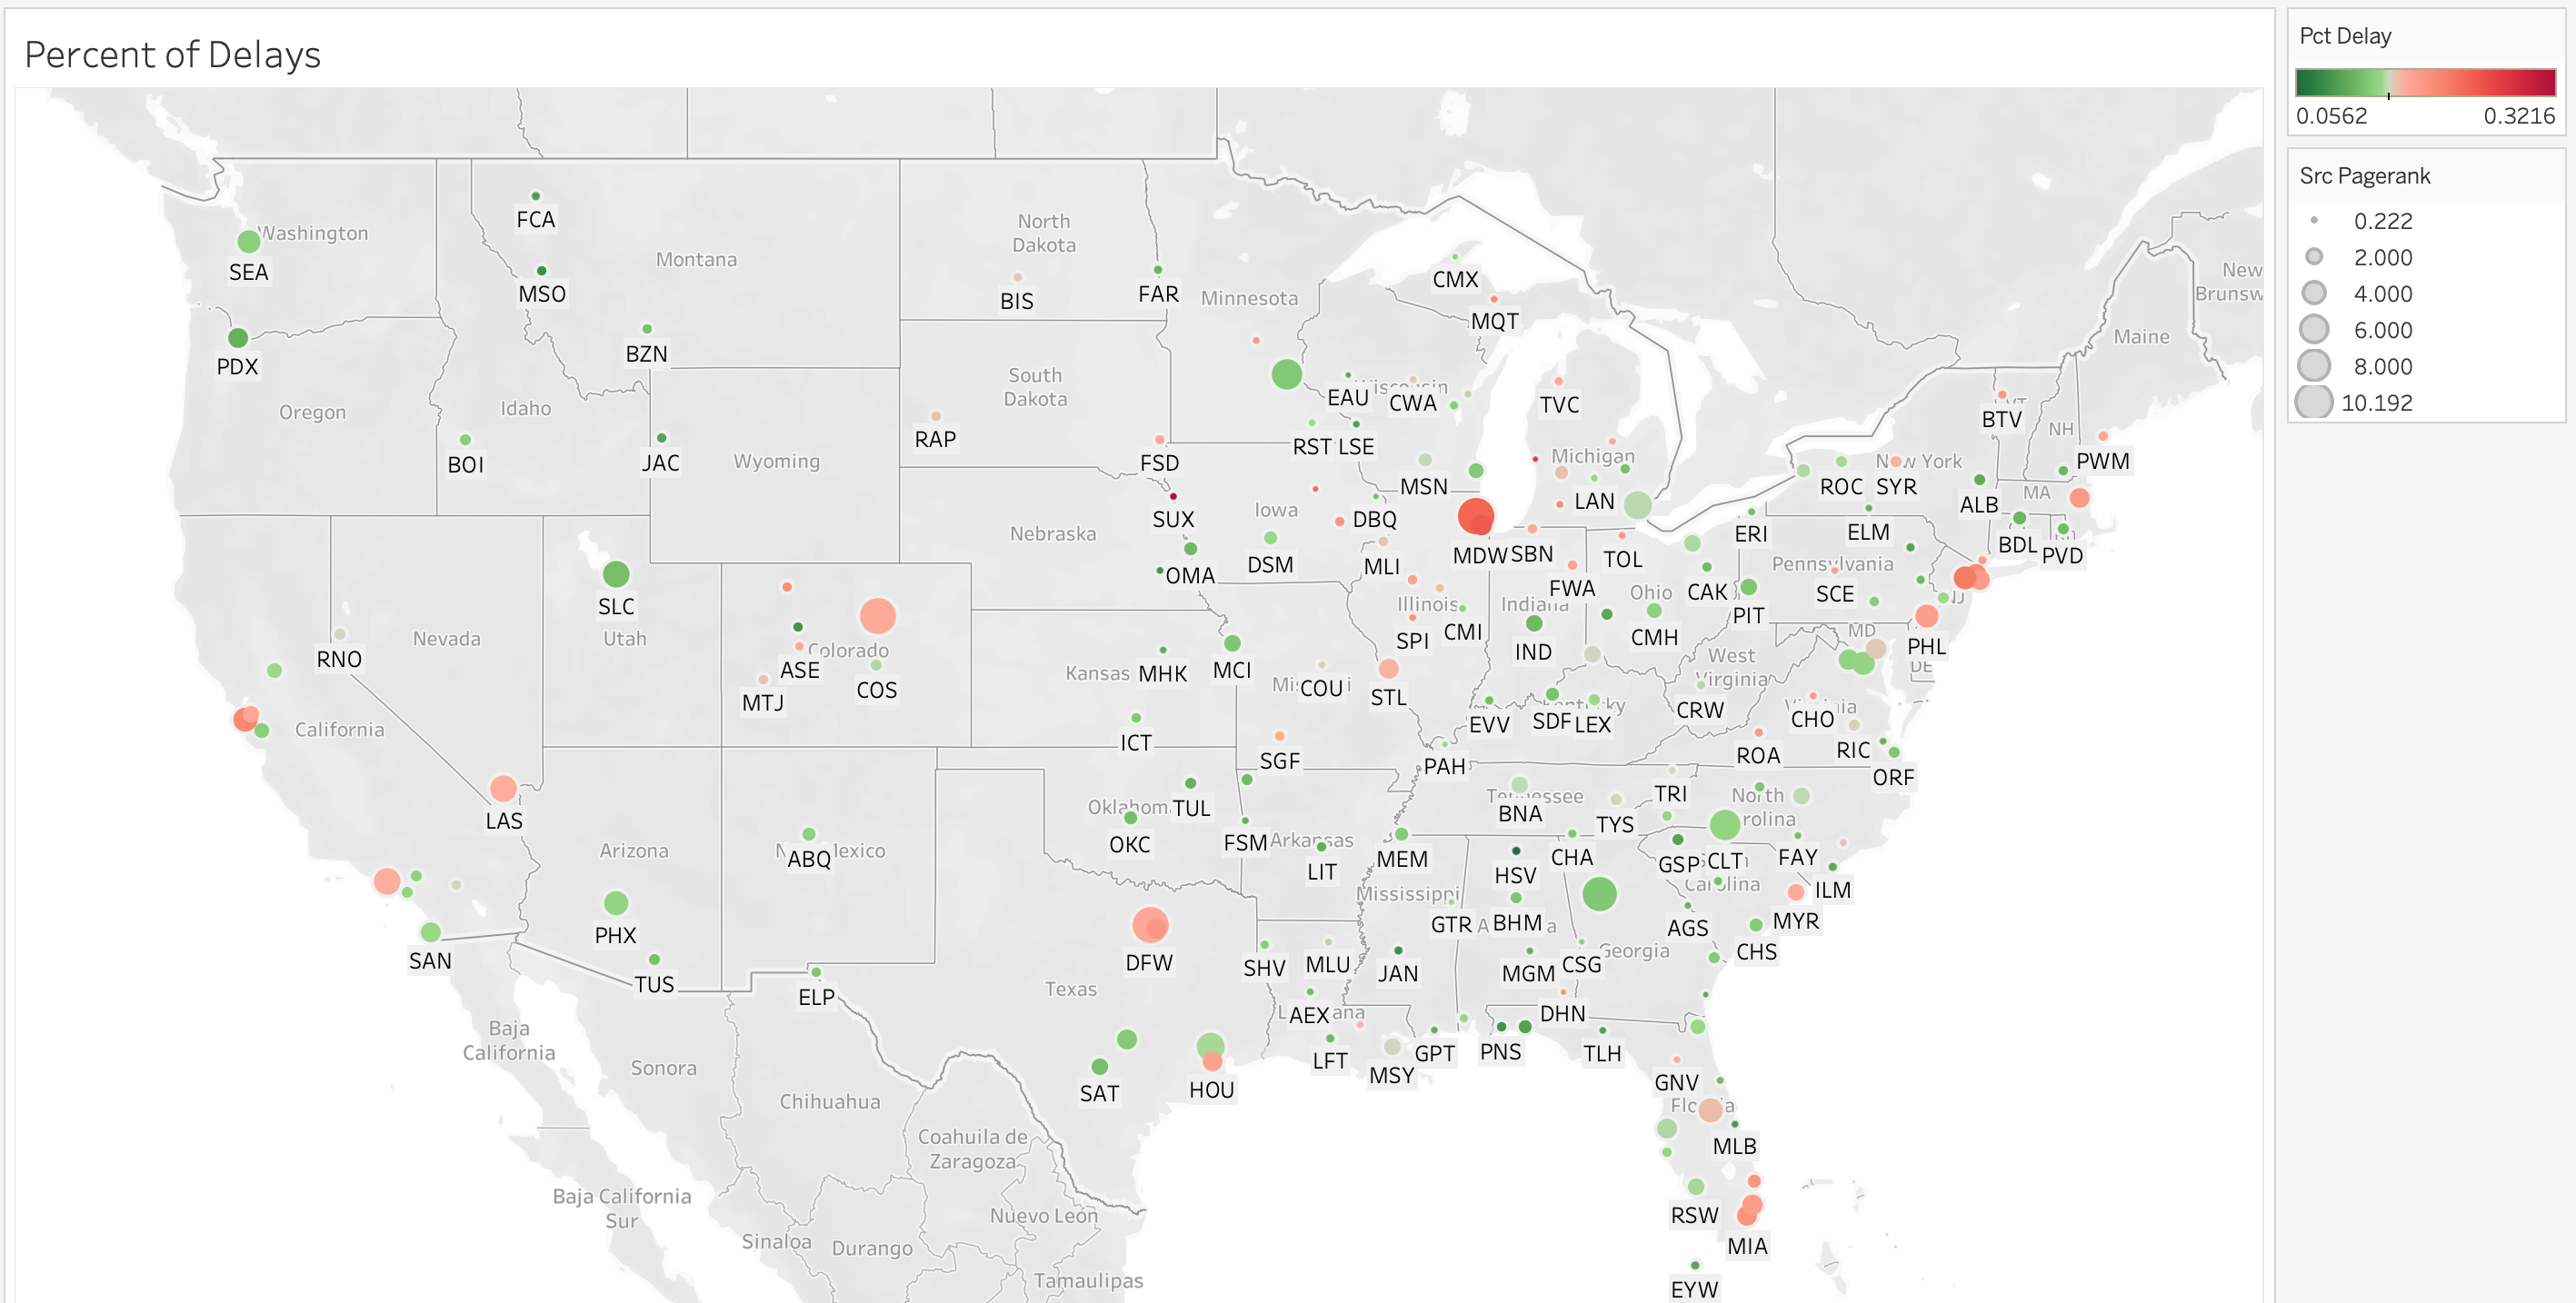 Percent of Delays
Pct Delay
0.0562
0.3216
Src Pagerank
0.222
2.000
4.000
6.000
8.000
10.192
FCA
Washington
North
Dakota
SEA
Montana
MSO
BIS
FAR
Minnesota
CMX
New
Brunsw
MQT
Maine
PDX
BZN
South
Dakota
Oregon
Idaho
EAU
CWA
TVC
BTV
NH
RAP
RST
LSE
BOI
JAC
Wyoming
FSD
Michigan
MSN
ROC
New York
SYR
PWM
LAN
MA
ALB
SUX
Iowa
DBQ
Nebraska
ERI
ELM
BDL
PVD
MDW
SBN
TOL
DSM
MLI
OMA
Pennsylvania
FWA
CAK
SCE
NJ
SLC
Illinois
Indiana
Ohio
PIT
Utah
Nevada
SPI
CMI
CMH
MD
PHL
RNO
Colorado
IND
ASE
COS
Kansas
MHK
MCI
COU
STL
West
Virginia
DE
MTJ
California
EVV
SDF
LEX
CRW
CHO
ICT
SGF
PAH
ROA
RIC
ORF
LAS
TUL
OKC
BNA
TYS
TRI
North
Arizona
ABQ
FSM
Arkansas
LIT
MEM
CHA
GSP
CLT
FAY
HSV
Mississippi
Carolina
ILM
PHX
GTR
BHM
AGS
MYR
SAN
DFW
SHV
MLU
JAN
MGM
CSG
Georgia
CHS
TUS
ELP
Texas
AEX
DHN
Baja
California
LFT
MSY
GPT
PNS
TLH
Sonora
SAT
HOU
GNV
Chihuahua
MLB
Coahuila de
Zaragoza
Baja California
Sur
Nuevo León
RSW
Sinaloa
Durango
MIA
Tamaulipas
EYW